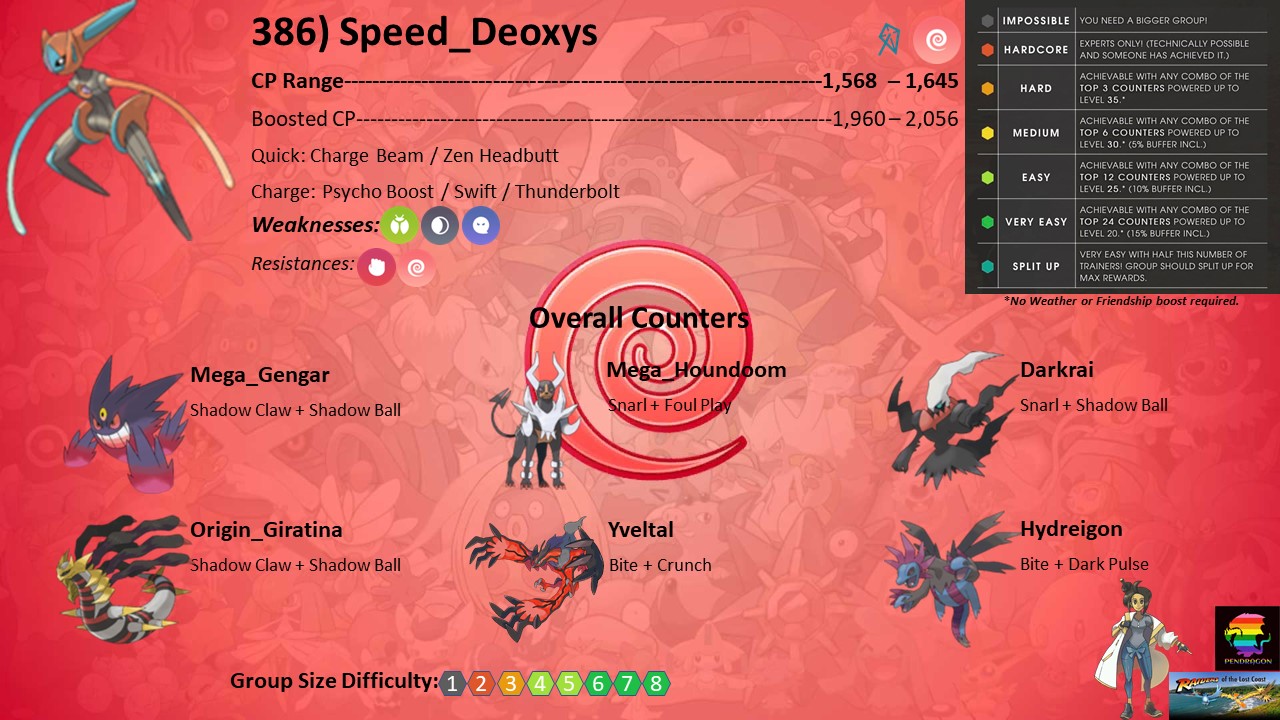 386) Speed_Deoxys
CP Range--------------------------------------------------------------------1,568 – 1,645
Boosted CP--------------------------------------------------------------------1,960 – 2,056
Quick: Charge Beam / Zen Headbutt
Charge: Psycho Boost / Swift / Thunderbolt
Weaknesses:
Resistances:
IMPOSSIBLE YOU NEED A BIGGER GROUP!
HARDCORE EXPERTS ONLY! (TECHNICALLY POSSIBLE
AND SOMEONE HAS ACHIEVED IT.)
HARD ACHIEVABLE WITH ANY COMBO OF THE
TOP 3 COUNTERS POWERED UP TO
LEVEL 35.*
MEDIUM ACHIEVABLE WITH ANY COMBO OF THE
TOP 6 COUNTERS POWERED UP TO
LEVEL 30.* (5% BUFFER INCL.)
EASY ACHIEVABLE WITH ANY COMBO OF THE
TOP 12 COUNTERS POWERED UP TO
LEVEL 25.* (10% BUFFER INCL.)
VERY EASY ACHIEVABLE WITH ANY COMBO OF THE
TOP 24 COUNTERS POWERED UP TO
LEVEL 20.* (15% BUFFER INCL.)
SPLIT UP VERY EASY WITH HALF THIS NUMBER OF
TRAINERS! GROUP SHOULD SPLIT UP FOR
MAX REWARDS.
*No Weather or Friendship boost required.
Overall Counters
Mega_Gengar
Shadow Claw + Shadow Ball
Mega_Houndoom
Snarl + Foul Play
Darkrai
Snarl + Shadow Ball
Origin_Giratina
Shadow Claw + Shadow Ball
Yveltal
Bite + Crunch
Hydreigon
Bite + Dark Pulse
Group Size Difficulty: 1 2 3 4 5 6 7 8
PENDRAGON
RAIDERS of the Lost Coast